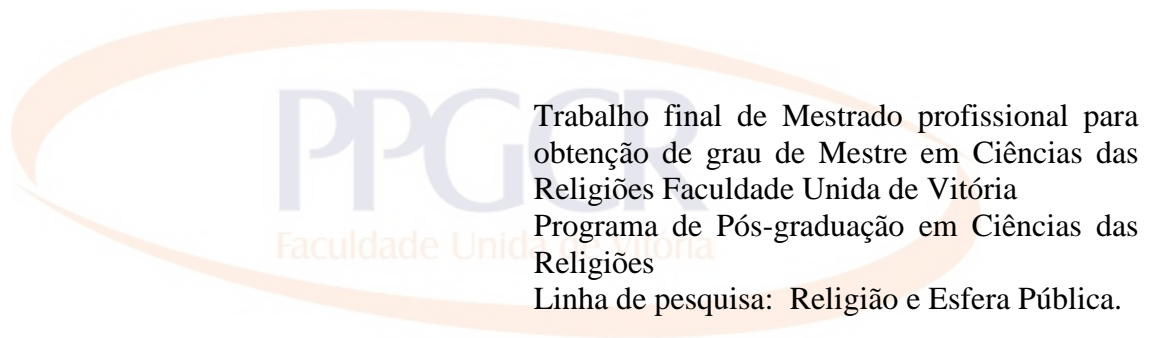 PPGCR
Faculdade Unida de Vitória
Trabalho final de Mestrado profissional para
obtenção de grau de Mestre em Ciências das
Religiões Faculdade Unida de Vitória
Programa de Pós-graduação em Ciências das
Religiões
Linha de pesquisa: Religião e Esfera Pública.